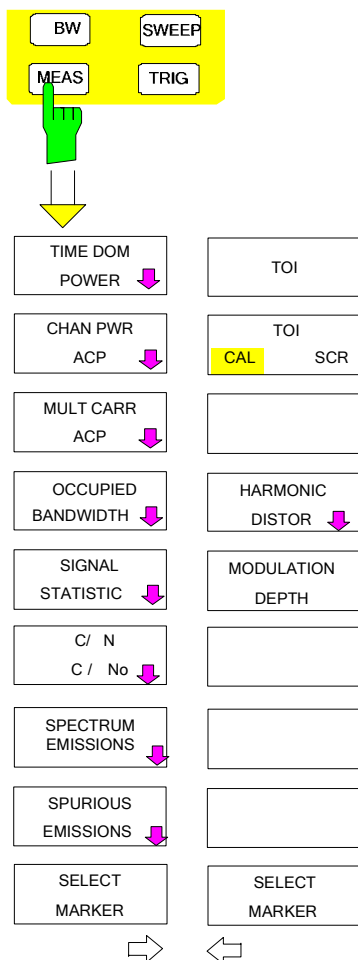 BW SWEEP
MEAS TRIG
TIME DOM
POWER
CHAN PWR
ACP
MULT CARR
ACP
OCCUPIED
BANDWIDTH
SIGNAL
STATISTIC
C/ N
C / No
SPECTRUM
EMISSIONS
SPURIOUS
EMISSIONS
SELECT
MARKER
TOI
TOI
CAL SCR
HARMONIC
DISTOR
MODULATION
DEPTH
SELECT
MARKER